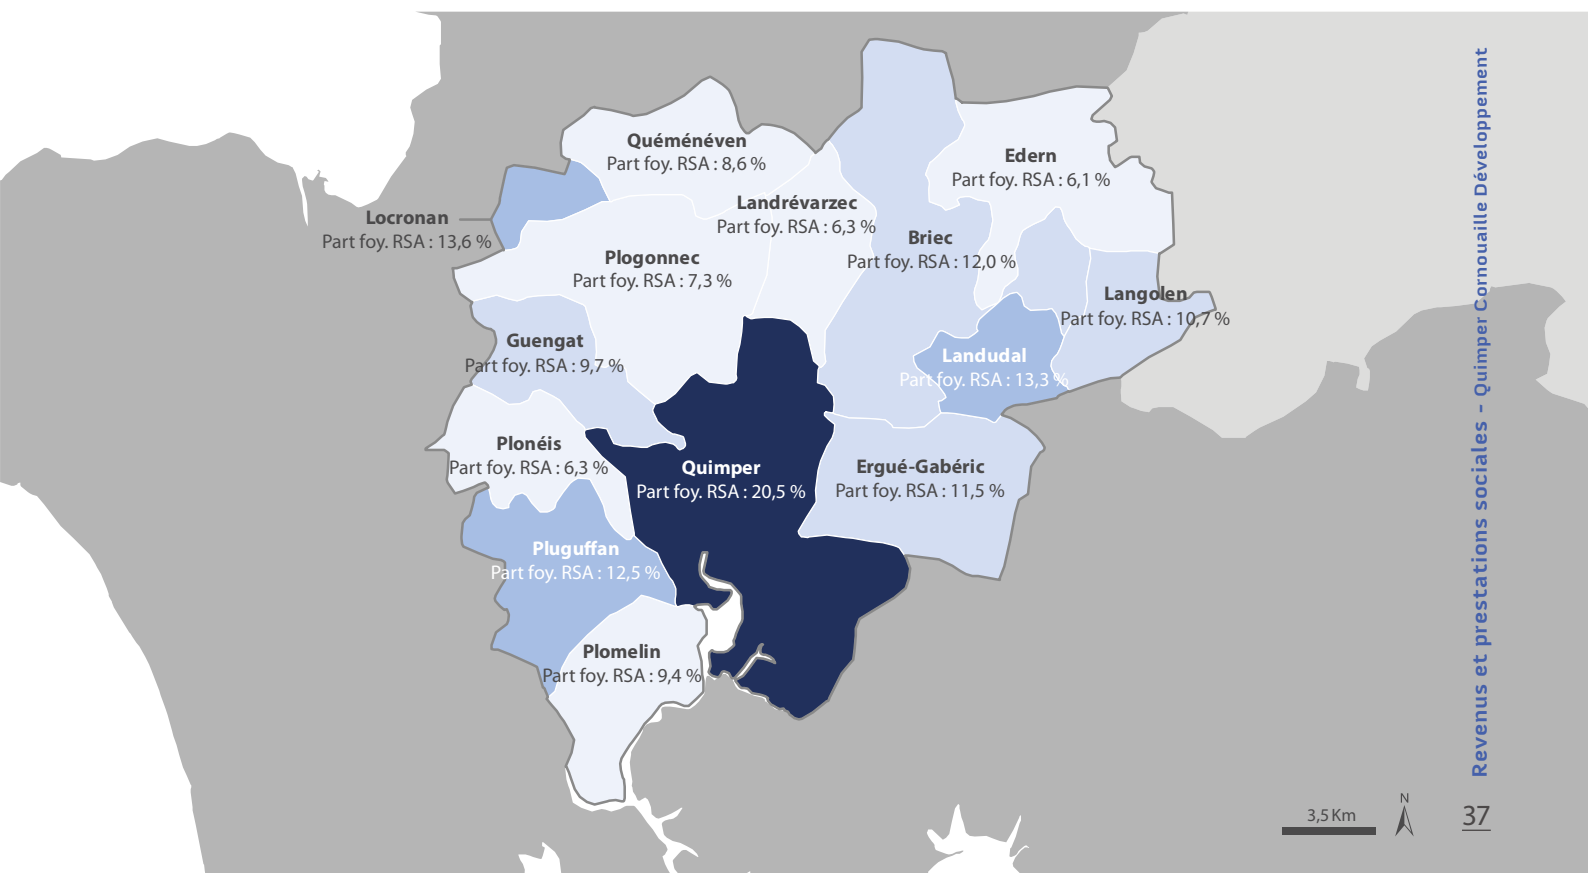 Quéménéven
Part foy. RSA : 8,6 %
Edern
Part foy. RSA : 6,1 %
Locronan
Part foy. RSA : 13,6 %
Landrévarzec
Part foy. RSA : 6,3 %
Briec
Part foy. RSA : 12,0 %
Plogonnec
Part foy. RSA : 7,3 %
Langolen
Part foy. RSA : 10,7 %
Guengat
Part foy. RSA : 9,7 %
Landudal
Part foy. RSA : 13,3 %
Plonéis
Part foy. RSA : 6,3 %
Quimper
Part foy. RSA : 20,5 %
Ergué-Gabéric
Part foy. RSA : 11,5 %
Pluguffan
Part foy. RSA : 12,5 %
Plomelin
Part foy. RSA : 9,4 %
Revenus et prestations sociales – Quimper Cornouaille Développement
3,5 Km
N
37